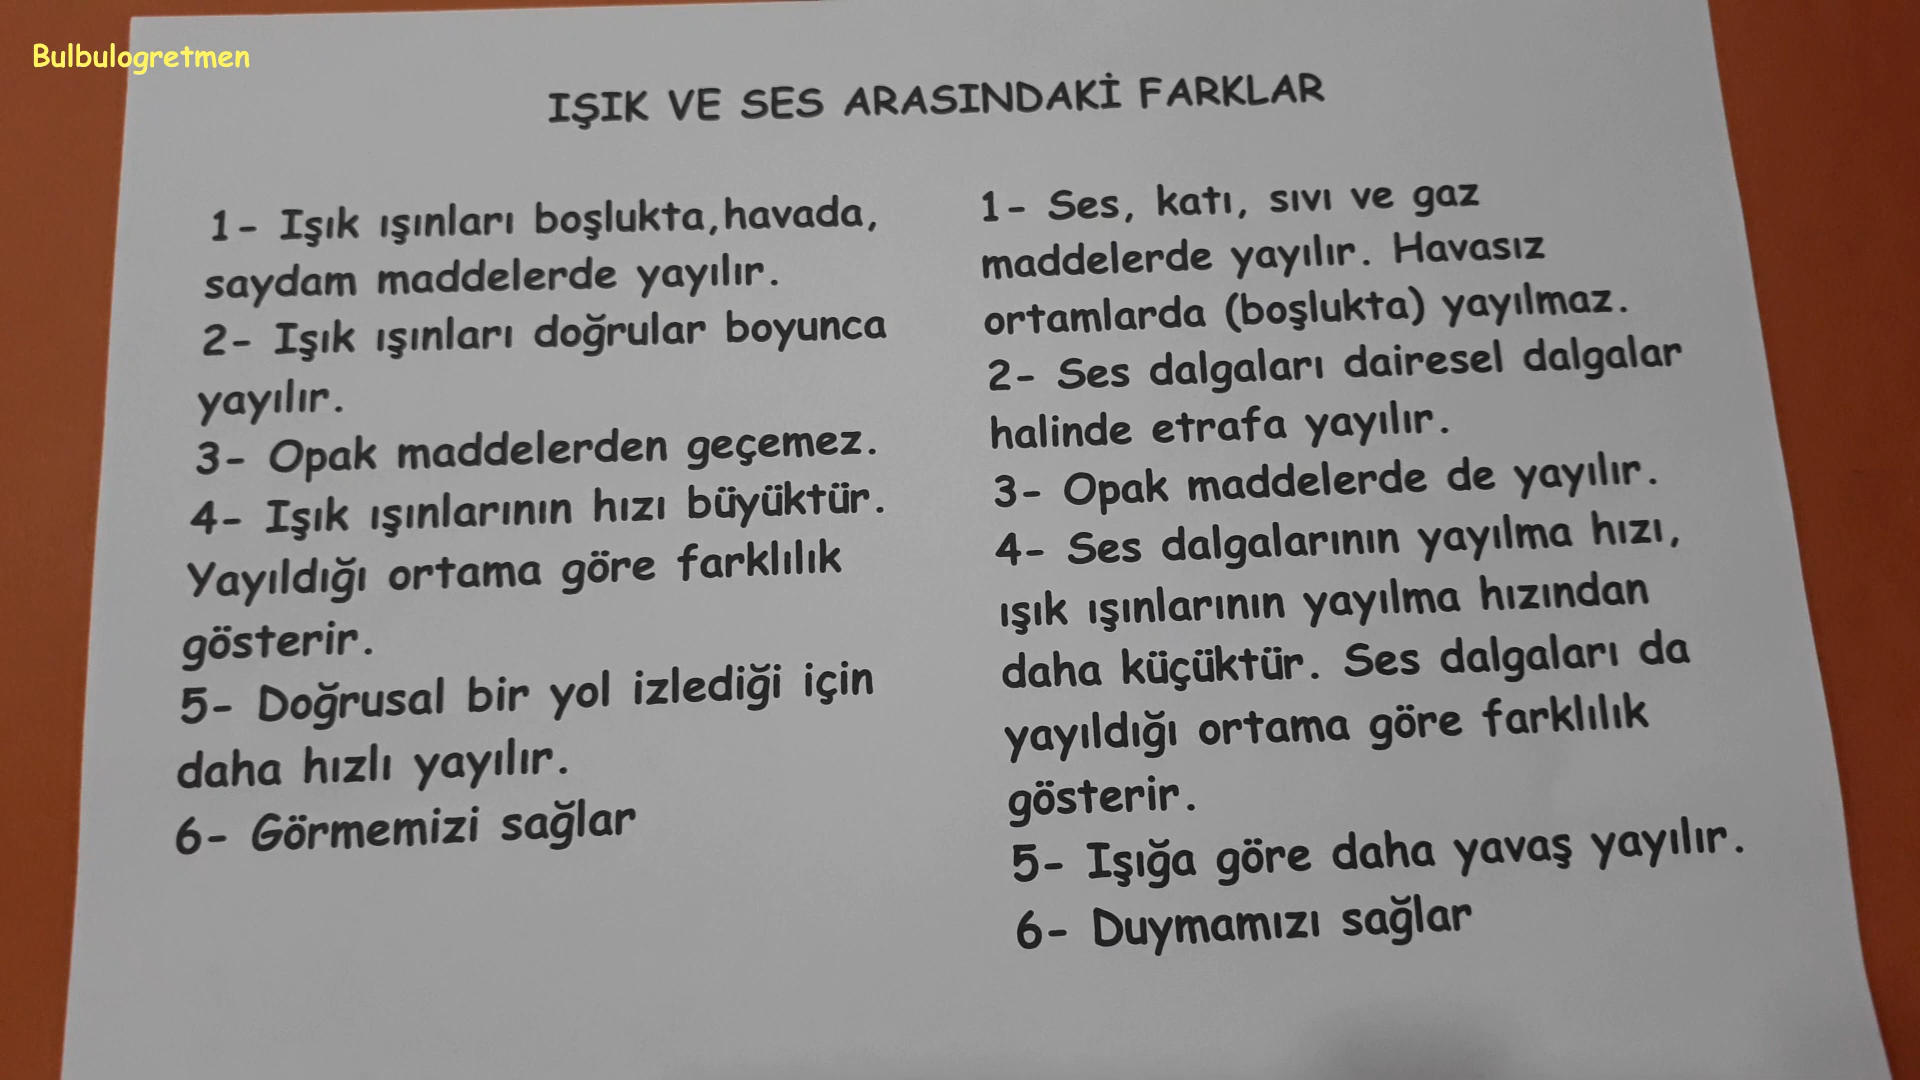 Bulbulogretmen
IŞIK VE SES ARASINDAKİ FARKLAR
1- Işık ışınları boşlukta,havada,
saydam maddelerde yayılır.
2- Işık ışınları doğrular boyunca
yayılır.
3- Opak maddelerden geçemez.
4- Işık ışınlarının hızı büyüktür.
Yayıldığı ortama göre farklılık
gösterir.
5- Doğrusal bir yol izlediği için
daha hızlı yayılır.
6- Görmemizi sağlar
1- Ses, katı, sıvı ve gaz
maddelerde yayılır. Havasız
ortamlarda (boşlukta) yayılmaz.
2- Ses dalgaları dairesel dalgalar
halinde etrafa yayılır.
3- Opak maddelerde de yayılır.
4- Ses dalgalarının yayılma hızı,
ışık ışınlarının yayılma hızından
daha küçüktür. Ses dalgaları da
yayıldığı ortama göre farklılık
gösterir.
5- Işığa göre daha yavaş yayılır.
6- Duymamızı sağlar